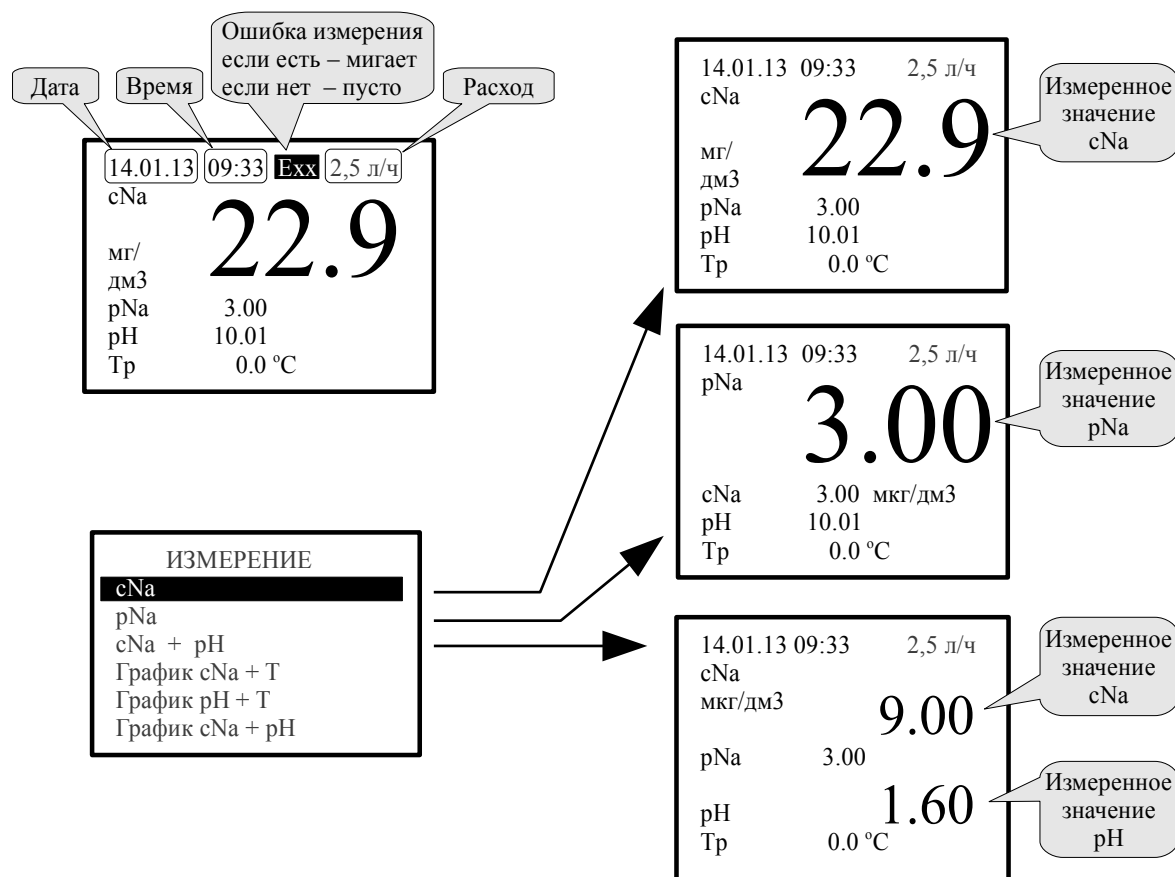 Ошибка измерения
если есть – мигает
если нет – пусто
Дата
Время
Расход
14.01.13 09:33 Exx 2,5 л/ч
cNa
22.9
мг/
дм3
pNa 3.00
pH 10.01
Тр 0.0 ºC
ИЗМЕРЕНИЕ
cNa
pNa
cNa + pH
График cNa + T
График pH + T
График cNa + pH
14.01.13 09:33 2,5 л/ч
cNa
22.9
мг/
дм3
pNa 3.00
pH 10.01
Тр 0.0 ºC
Измеренное
значение
cNa
14.01.13 09:33 2,5 л/ч
pNa
3.00
cNa 3.00 мкг/дм3
pH 10.01
Тр 0.0 ºC
Измеренное
значение
pNa
14.01.13 09:33 2,5 л/ч
cNa
мкг/дм3
9.00
pNa 3.00
1.60
pH
Тр 0.0 ºC
Измеренное
значение
cNa
Измеренное
значение
pH